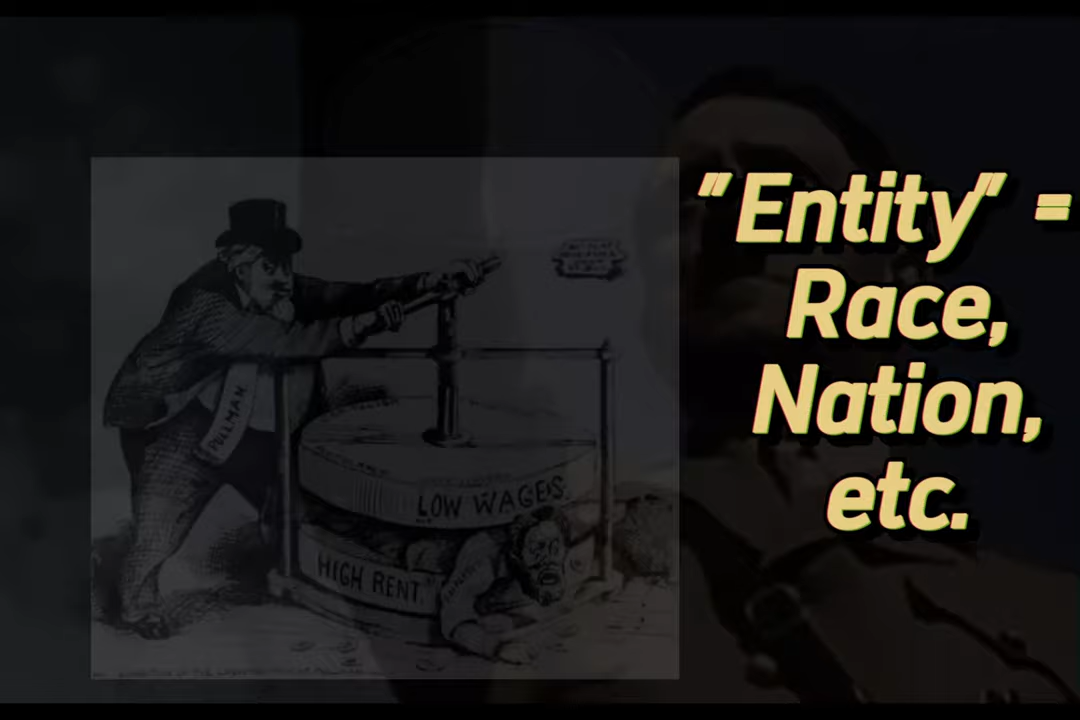 "Entity" =
Race,
Nation,
etc.
PULLMAN
LOW WAGES.
HIGH RENT.